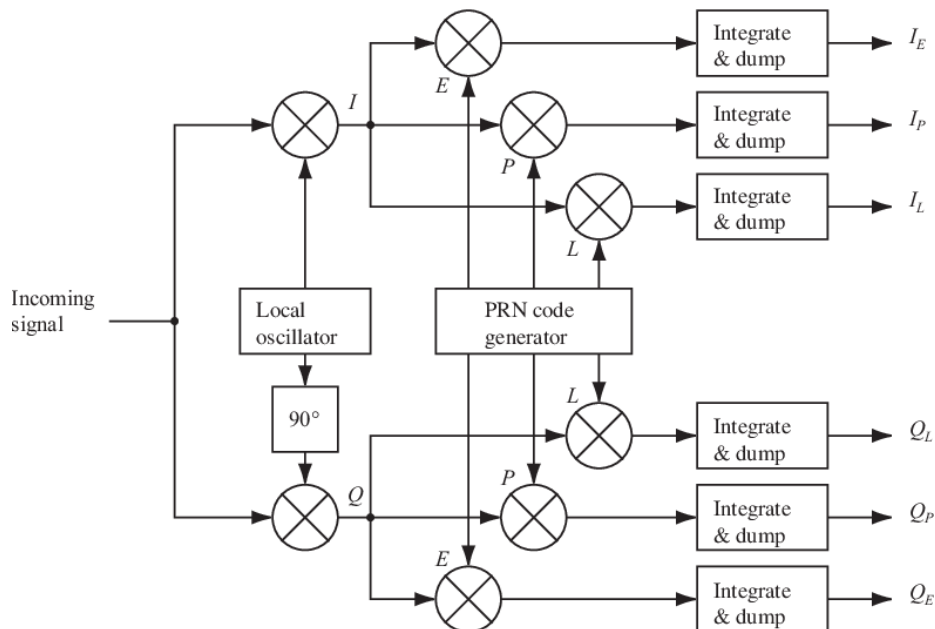 Integrate
& dump
I_E
E
I
Integrate
& dump
I_P
P
Integrate
& dump
I_L
L
Incoming
signal
Local
oscillator
PRN code
generator
90°
L
Integrate
& dump
Q_L
Q
P
Integrate
& dump
Q_P
E
Integrate
& dump
Q_E